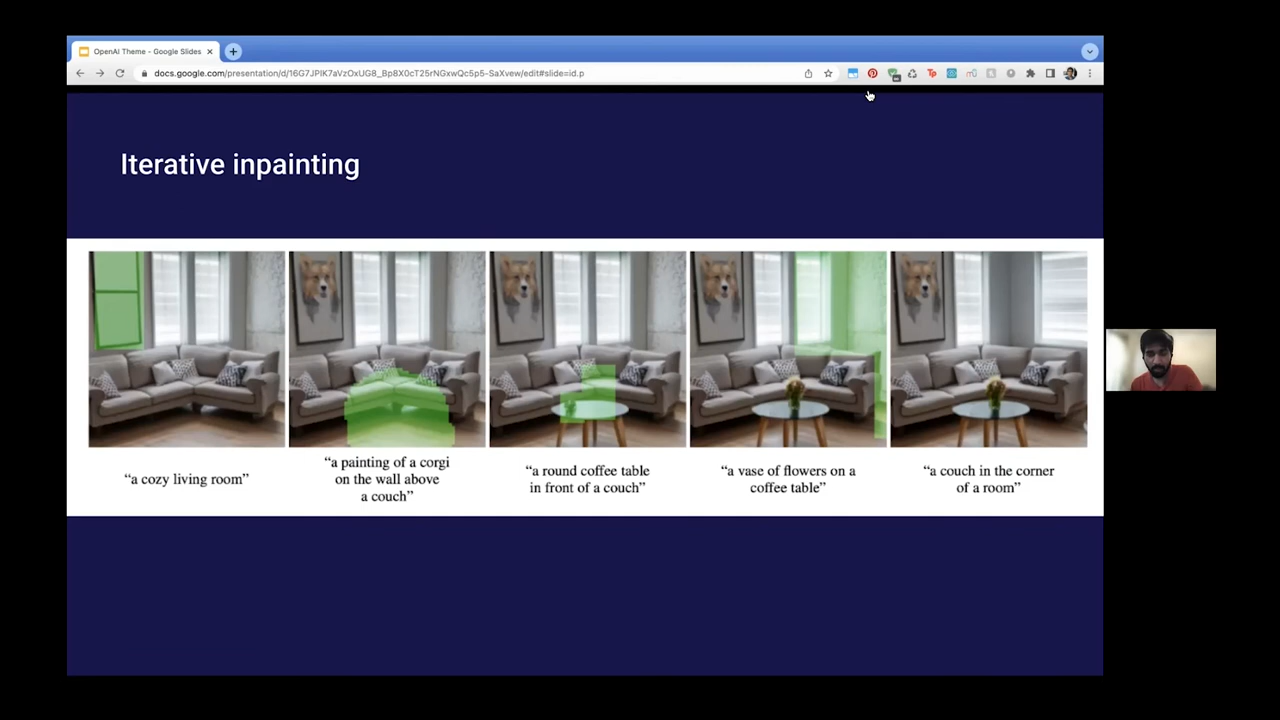 OpenAI Theme - Google Slides
docs.google.com/presentation/d/16G7JPIK7aVzOxUG8_Bp8X0cT25rNGxwQc5p5-SaXvew/edit#slide=id.p
Iterative inpainting
“a cozy living room”
“a painting of a corgi
on the wall above
a couch”
“a round coffee table
in front of a couch”
“a vase of flowers on a
coffee table”
“a couch in the corner
of a room”